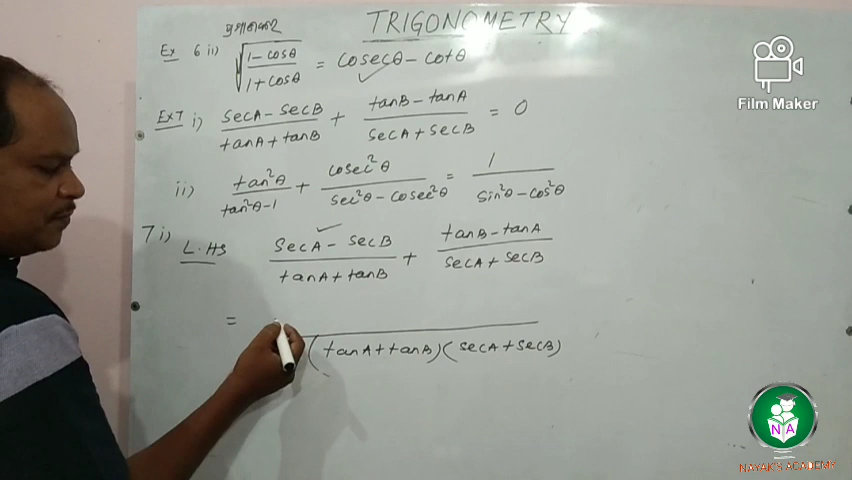 ପ୍ରମାଣକର TRIGONOMETRY
Ex 6 ii) √((1 - cosθ)/(1 + cosθ)) = cosecθ - cotθ
Ex 7 i) (secA - secB)/(tanA + tanB) + (tanB - tanA)/(secA + secB) = 0
ii) tan²θ/(tan²θ-1) + cosec²θ/(sec²θ - cosec²θ) = 1/(sin²θ - cos²θ)
7 i) L.HS (secA - secB)/(tanA + tanB) + (tanB - tanA)/(secA + secB)
= (tanA + tanB)(secA + secB)
Film Maker
NA
NAYAK'S ACADEMY